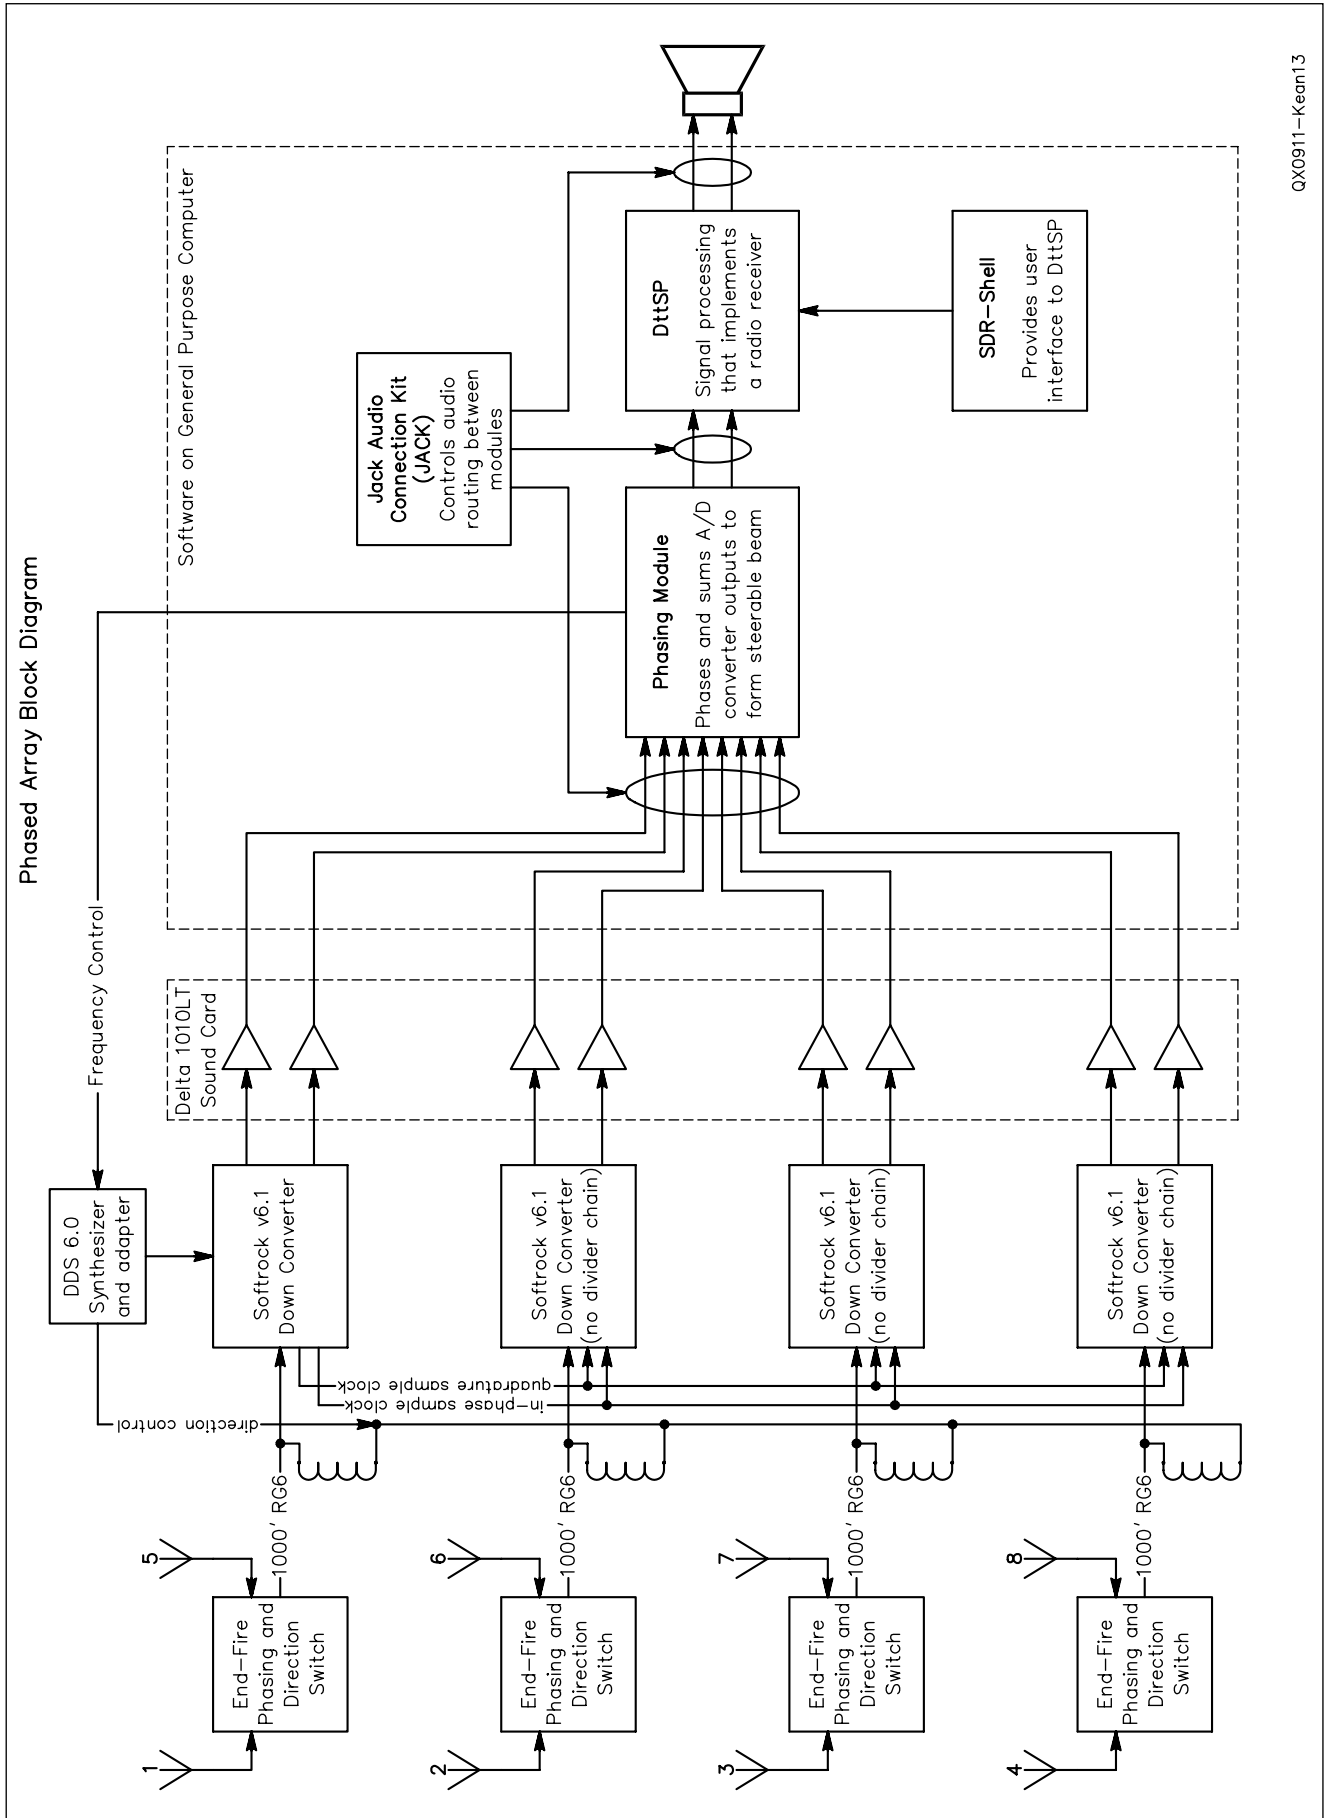 Phased Array Block Diagram
Frequency Control
DDS 6.0
Synthesizer
and adapter
direction control
in-phase sample clock
quadrature sample clock
1
5
End-Fire
Phasing and
Direction
Switch
1000' RG6
Softrock v6.1
Down Converter
Delta 1010LT
Sound Card
Software on General Purpose Computer
2
6
End-Fire
Phasing and
Direction
Switch
1000' RG6
Softrock v6.1
Down Converter
(no divider chain)
3
7
End-Fire
Phasing and
Direction
Switch
1000' RG6
Softrock v6.1
Down Converter
(no divider chain)
4
8
End-Fire
Phasing and
Direction
Switch
1000' RG6
Softrock v6.1
Down Converter
(no divider chain)
Jack Audio
Connection Kit
(JACK)
Controls audio
routing between
modules
Phasing Module
Phases and sums A/D
converter outputs to
form steerable beam
DttSP
Signal processing
that implements
a radio receiver
SDR-Shell
Provides user
interface to DttSP
QX0911-Kean13